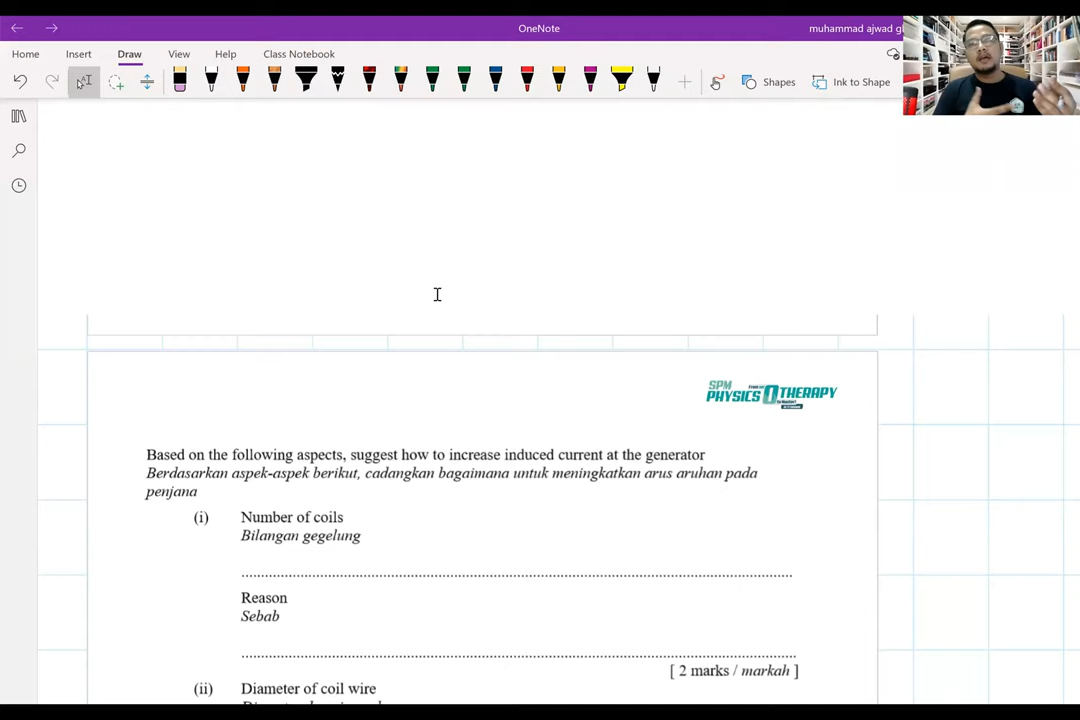 OneNote
muhammad ajwad g
Home Insert Draw View Help Class Notebook
Shapes Ink to Shape
SPM
PHYSICS THERAPY
Based on the following aspects, suggest how to increase induced current at the generator
Berdasarkan aspek-aspek berikut, cadangkan bagaimana untuk meningkatkan arus aruhan pada
penjana
(i) Number of coils
Bilangan gegelung
Reason
Sebab
[ 2 marks / markah ]
(ii) Diameter of coil wire